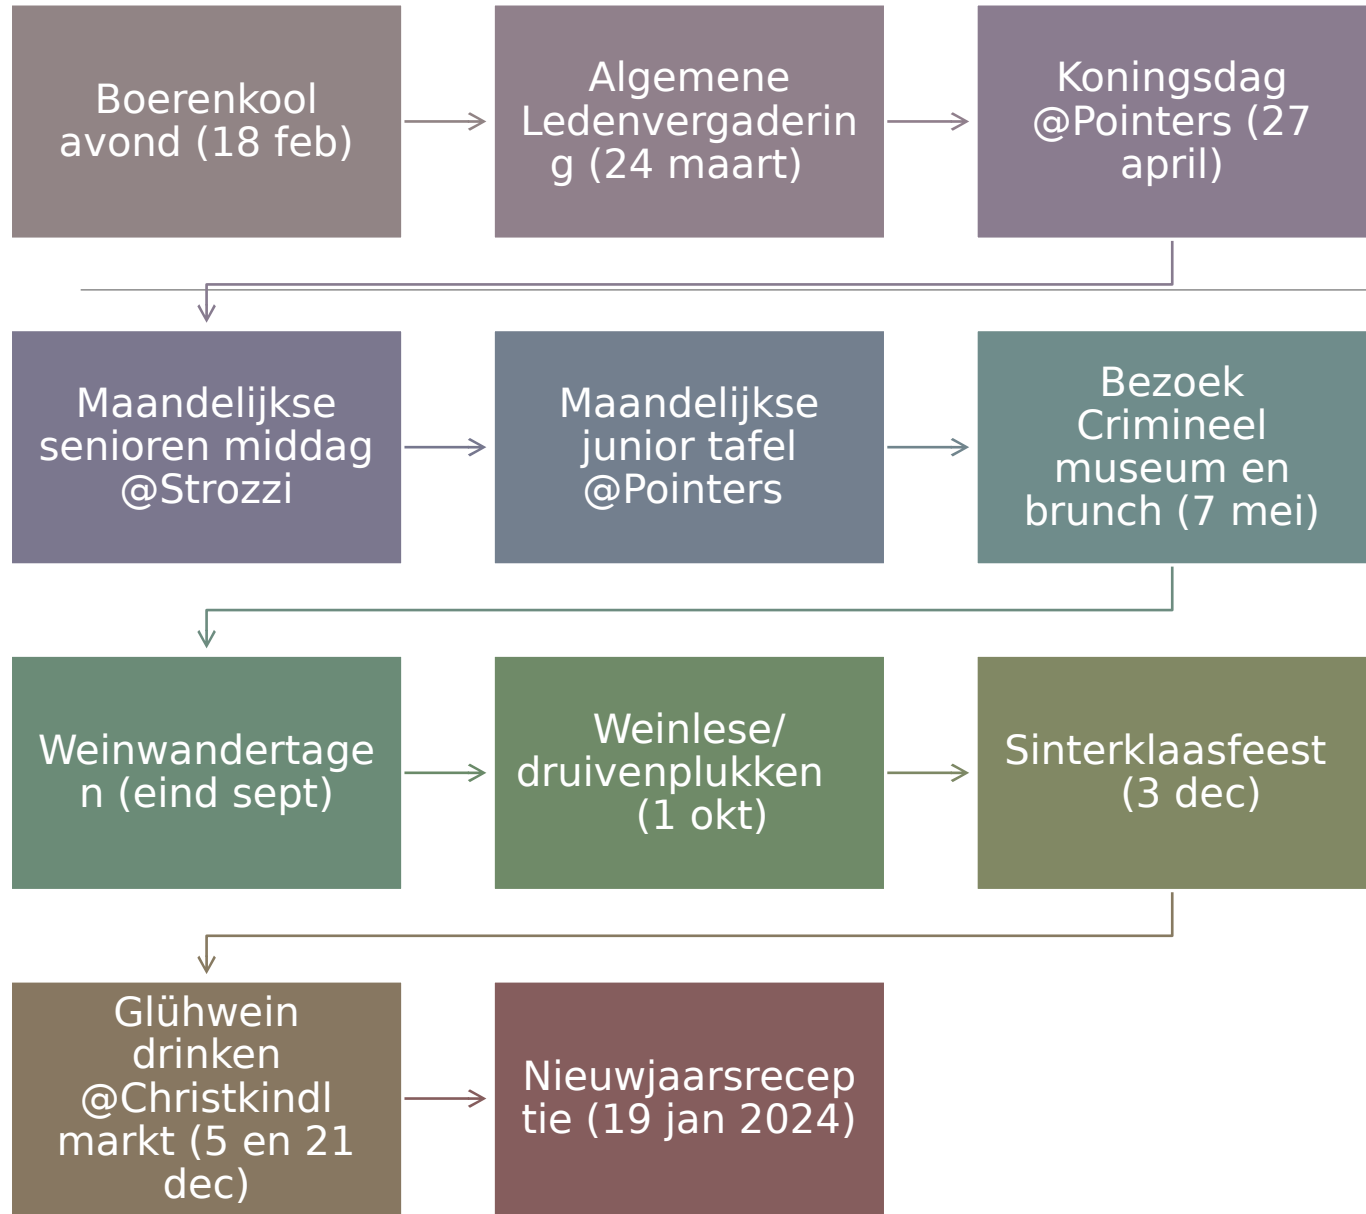 Boerenkool
avond (18 feb)
Algemene
Ledenvergaderin
g (24 maart)
Koningsdag
@Pointers (27
april)
Maandelijkse
senioren middag
@Strozzi
Maandelijkse
junior tafel
@Pointers
Bezoek
Crimineel
museum en
brunch (7 mei)
Weinwandertage
n (eind sept)
Weinlese/
druivenplukken
(1 okt)
Sinterklaasfeest
(3 dec)
Glühwein
drinken
@Christkindl
markt (5 en 21
dec)
Nieuwjaarsrecep
tie (19 jan 2024)